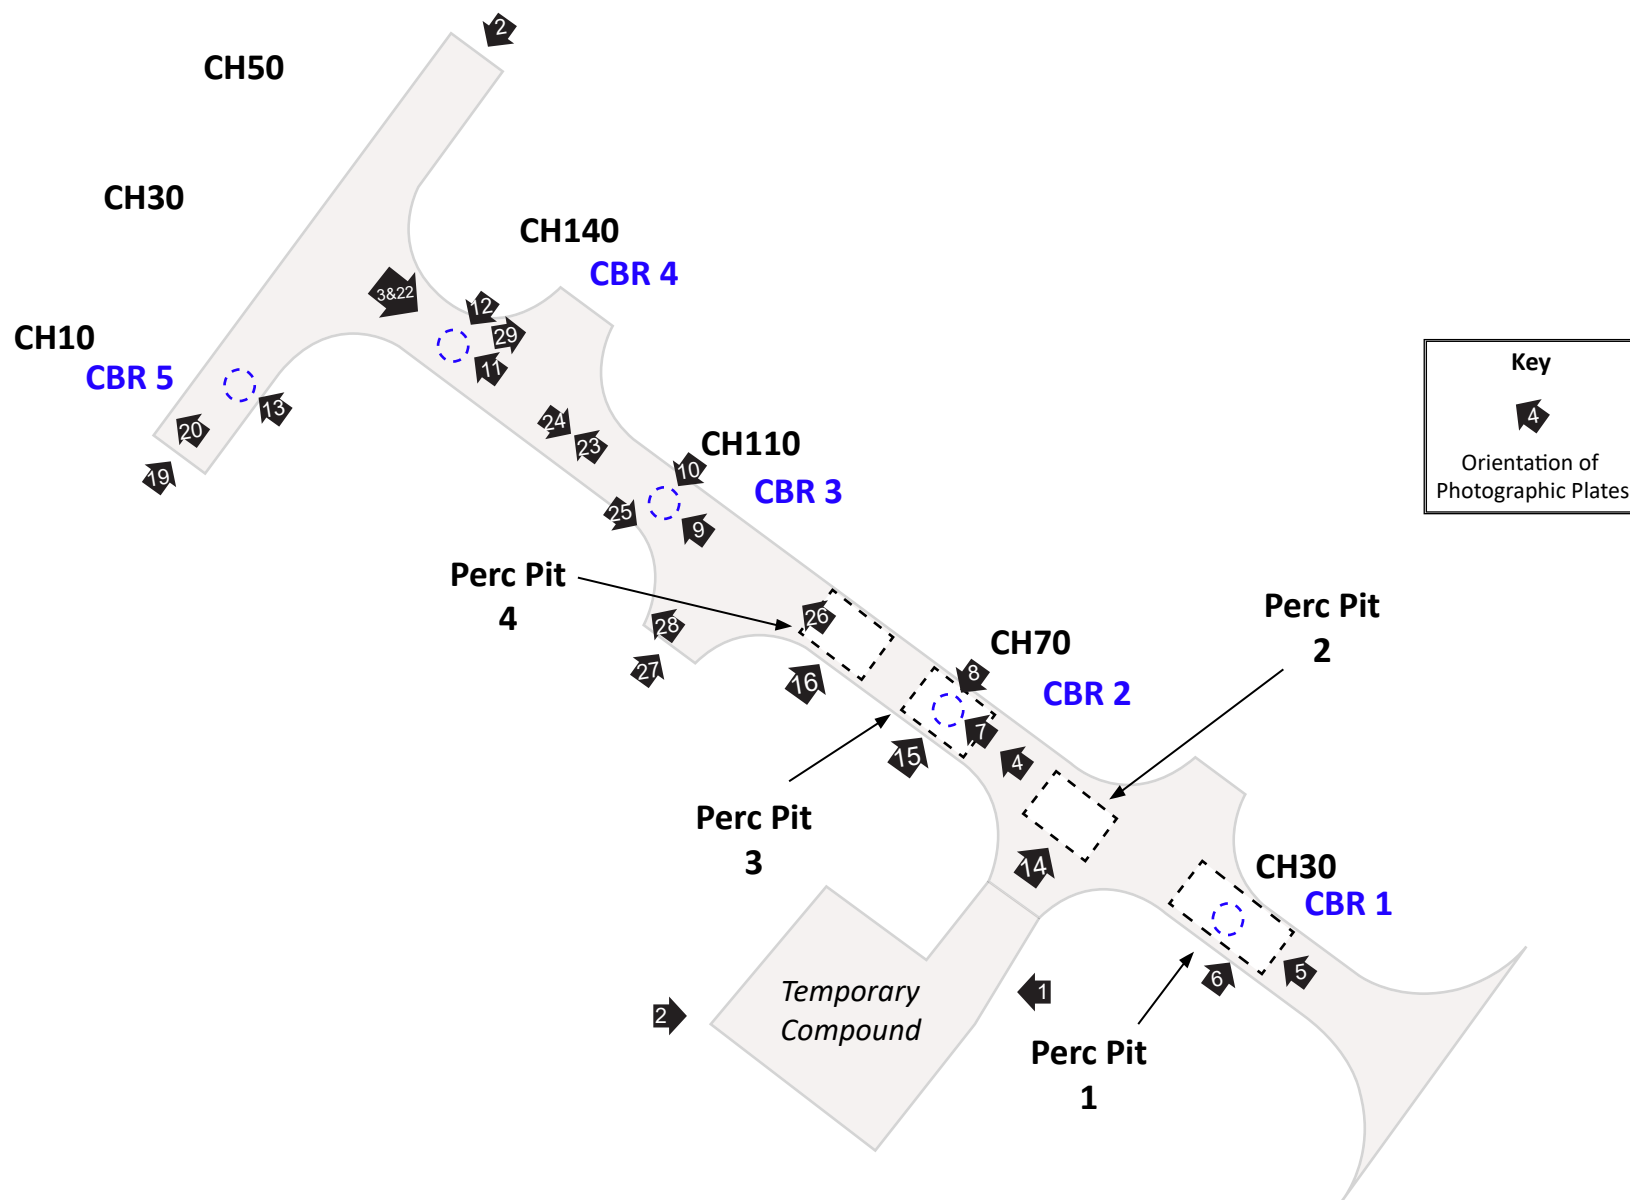 2
CH50
CH30
CH140
CBR 4
3&22
12
29
11
CH10
CBR 5
13
20
19
24
23
CH110
10
CBR 3
25
9
Key
4
Orientation of
Photographic Plates
Perc Pit
4
26
28
27
16
CH70
8
CBR 2
7
4
15
Perc Pit
2
Perc Pit
3
14
CH30
CBR 1
5
6
1
2
Temporary
Compound
Perc Pit
1